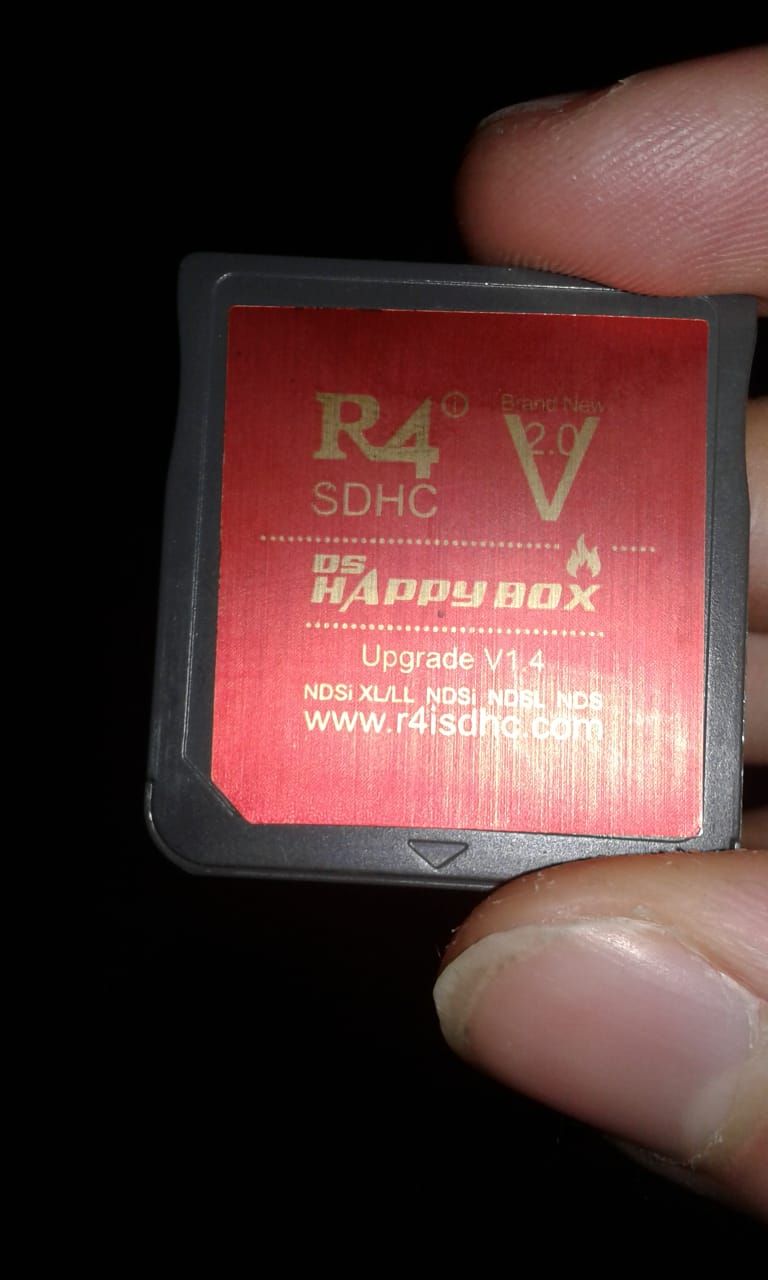 R4 i Brand New
SDHC V 2.0
DS
HAppy BOX
Upgrade V1.4
NDSi XL/LL NDSi NDSL NDS
www.r4isdhc.com